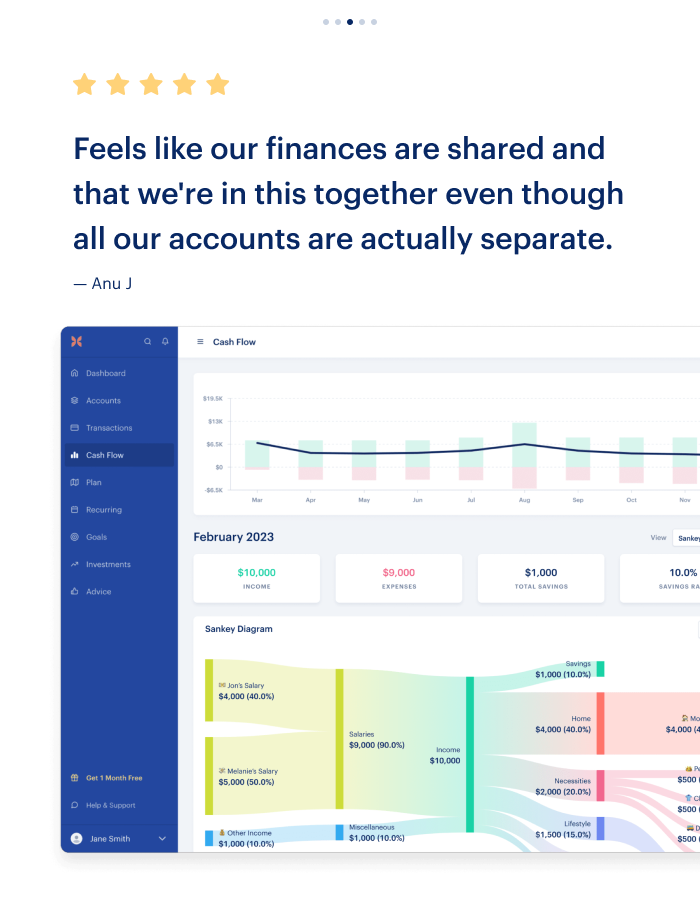 Feels like our finances are shared and
that we're in this together even though
all our accounts are actually separate.
— Anu J
Cash Flow
Dashboard
Accounts
Transactions
Cash Flow
Plan
Recurring
Goals
Investments
Advice
Get 1 Month Free
Help & Support
Jane Smith
$19.5K
$13K
$6.5K
$0
-$6.5K
Mar Apr May Jun Jul Aug Sep Oct Nov
February 2023
View Sankey
$10,000
INCOME
$9,000
EXPENSES
$1,000
TOTAL SAVINGS
10.0%
SAVINGS RA
Sankey Diagram
Jon's Salary
$4,000 (40.0%)
Melanie's Salary
$5,000 (50.0%)
Other Income
$1,000 (10.0%)
Salaries
$9,000 (90.0%)
Miscellaneous
$1,000 (10.0%)
Income
$10,000
Savings
$1,000 (10.0%)
Home
$4,000 (40.0%)
Necessities
$2,000 (20.0%)
Lifestyle
$1,500 (15.0%)
Mo
$4,000 (4
Pe
$500 (
Cl
$500 (
D
$500 (